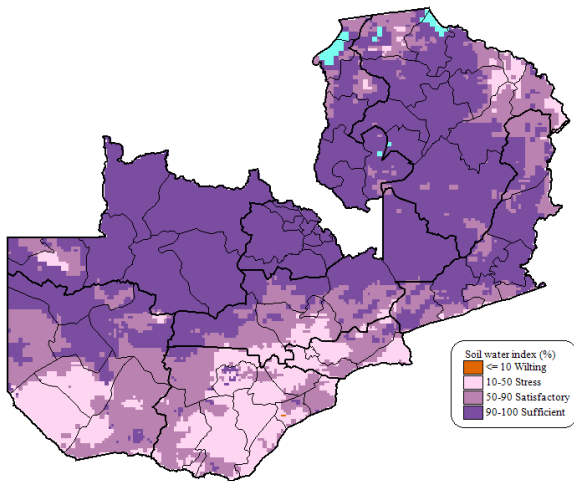 Soil water index (%)
<= 10 Wilting
10-50 Stress
50-90 Satisfactory
90-100 Sufficient